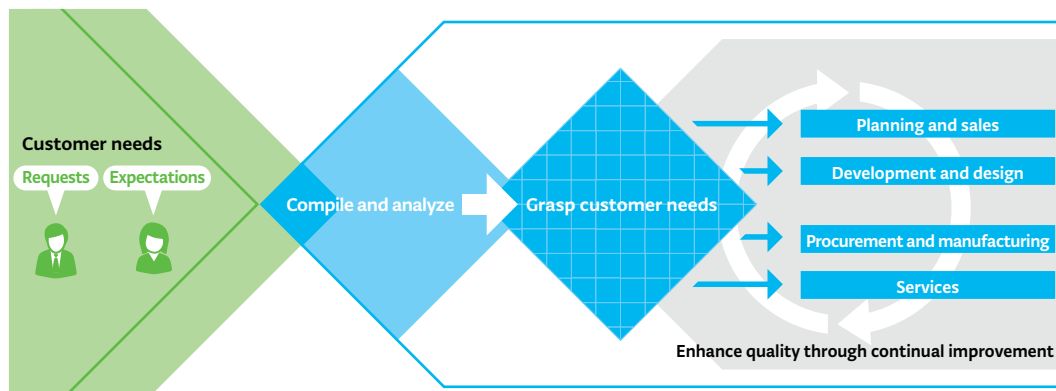 Customer needs
Requests
Expectations
Compile and analyze
Grasp customer needs
Planning and sales
Development and design
Procurement and manufacturing
Services
Enhance quality through continual improvement